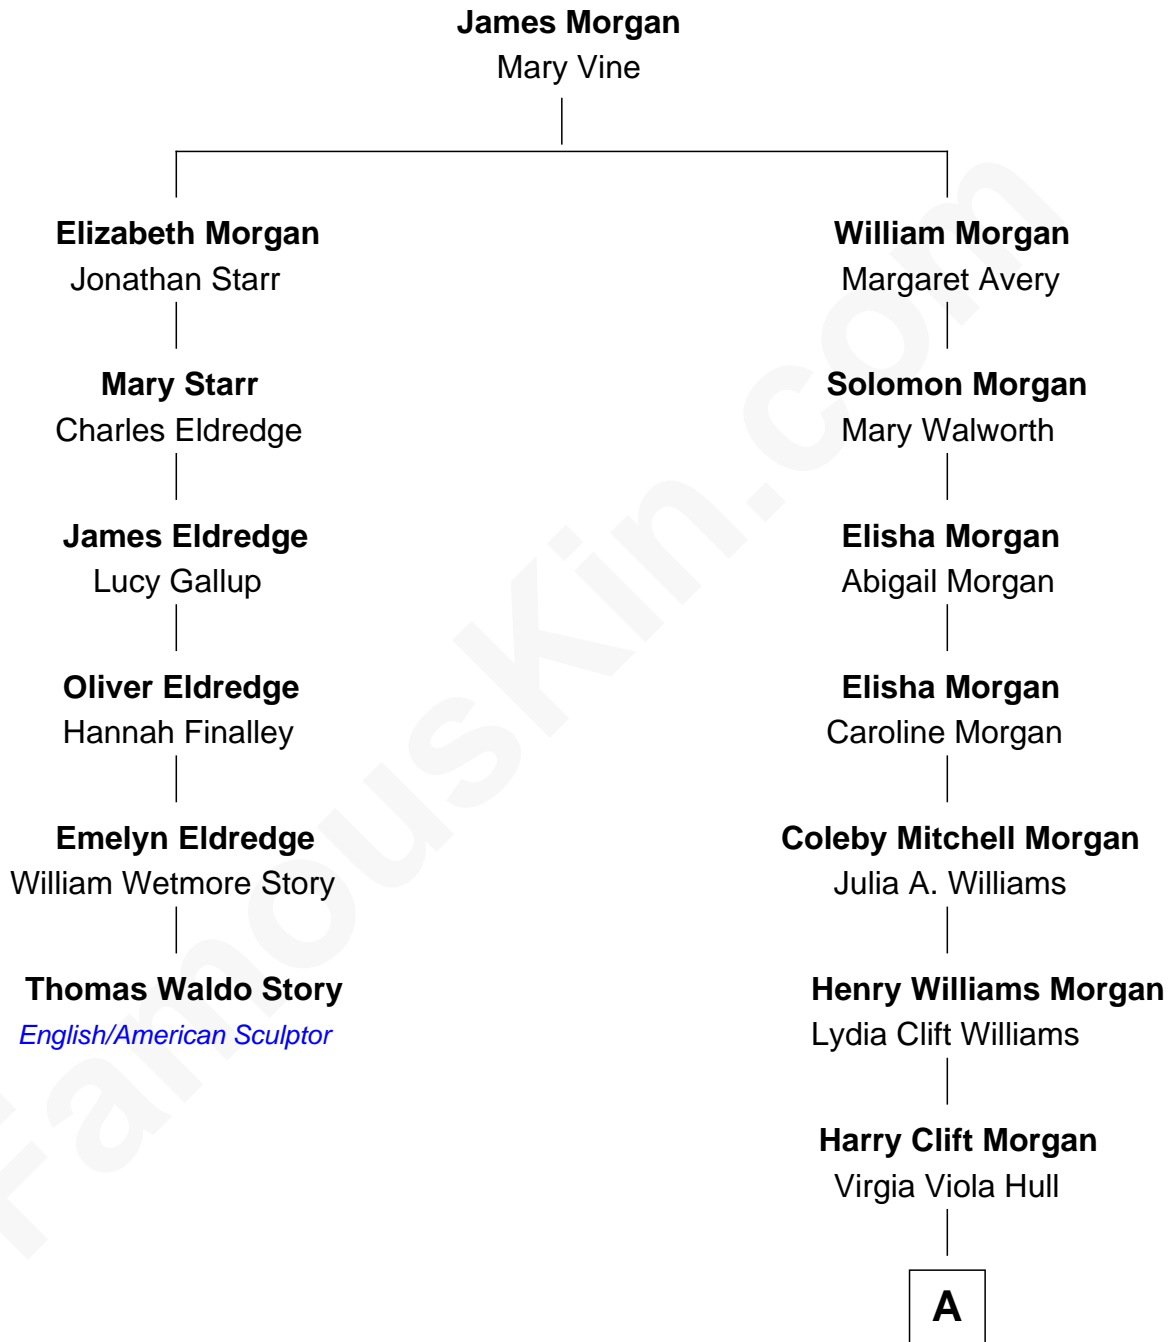 James Morgan
Mary Vine
Elizabeth Morgan
Jonathan Starr
Mary Starr
Charles Eldredge
James Eldredge
Lucy Gallup
Oliver Eldredge
Hannah Finalley
Emelyn Eldredge
William Wetmore Story
Thomas Waldo Story
English/American Sculptor
William Morgan
Margaret Avery
Solomon Morgan
Mary Walworth
Elisha Morgan
Abigail Morgan
Elisha Morgan
Caroline Morgan
Coleby Mitchell Morgan
Julia A. Williams
Henry Williams Morgan
Lydia Clift Williams
Harry Clift Morgan
Virgia Viola Hull
A
FamousKin.com